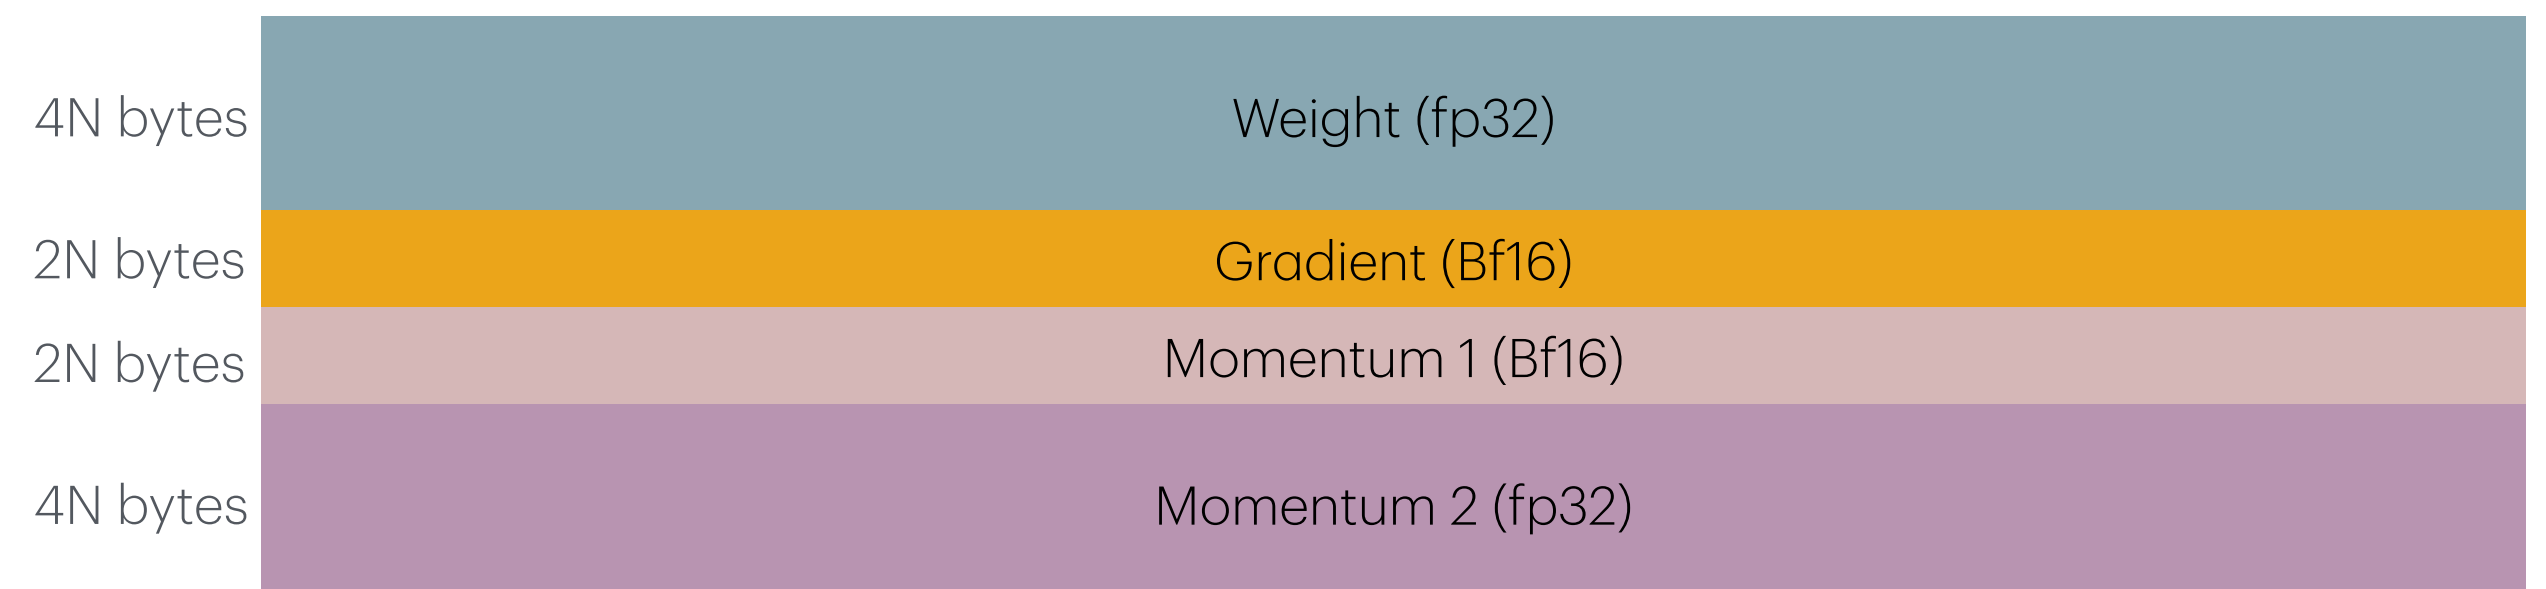 4N bytes
Weight (fp32)
2N bytes
Gradient (Bf16)
2N bytes
Momentum 1 (Bf16)
4N bytes
Momentum 2 (fp32)